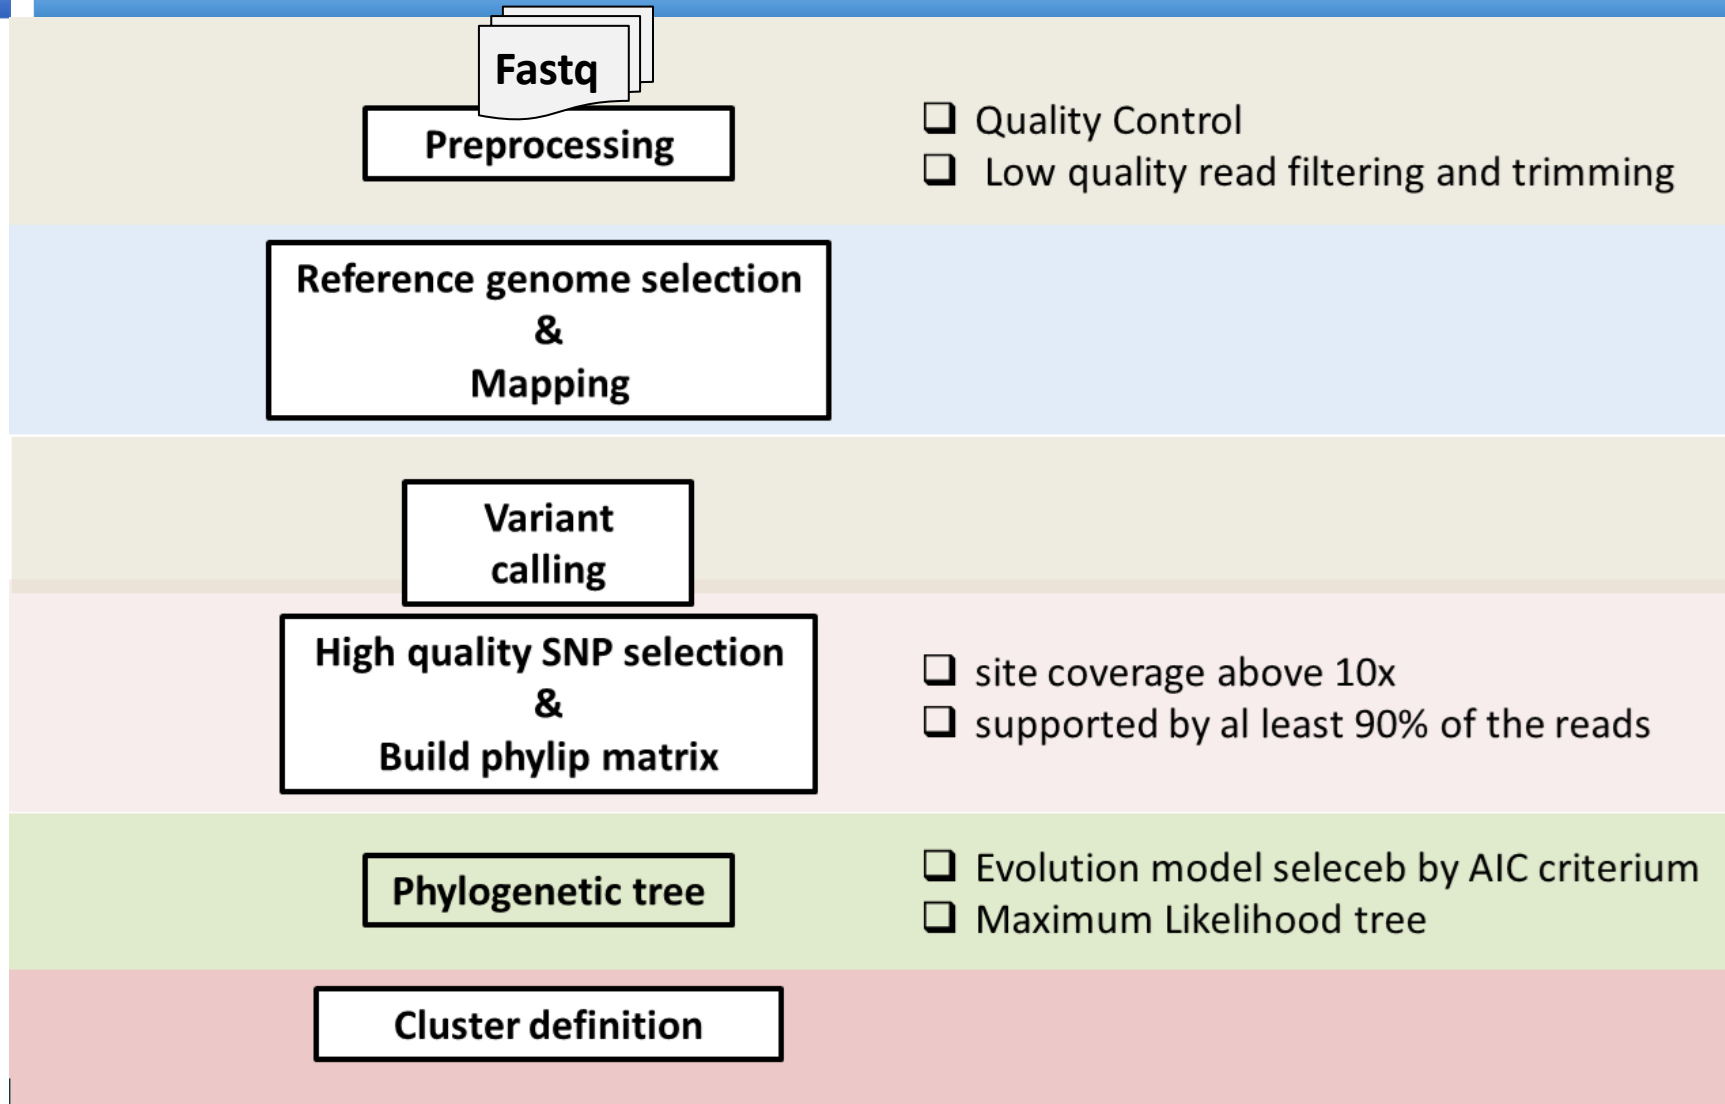 Fastq
Preprocessing
Quality Control
Low quality read filtering and trimming
Reference genome selection
&
Mapping
Variant
calling
High quality SNP selection
&
Build phylip matrix
site coverage above 10x
supported by al least 90% of the reads
Phylogenetic tree
Evolution model seleceb by AIC criterium
Maximum Likelihood tree
Cluster definition